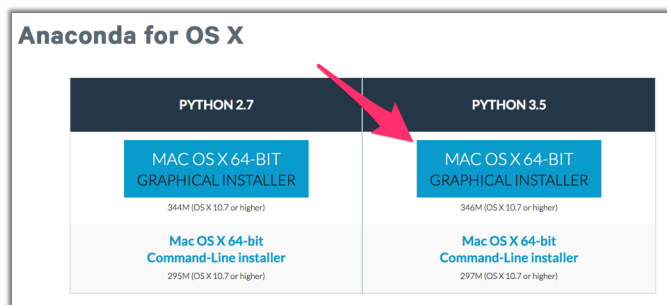 Anaconda for OS X
PYTHON 2.7
PYTHON 3.5
MAC OS X 64-BIT
GRAPHICAL INSTALLER
344M (OS X 10.7 or higher)
MAC OS X 64-BIT
GRAPHICAL INSTALLER
346M (OS X 10.7 or higher)
Mac OS X 64-bit
Command-Line installer
295M (OS X 10.7 or higher)
Mac OS X 64-bit
Command-Line installer
297M (OS X 10.7 or higher)